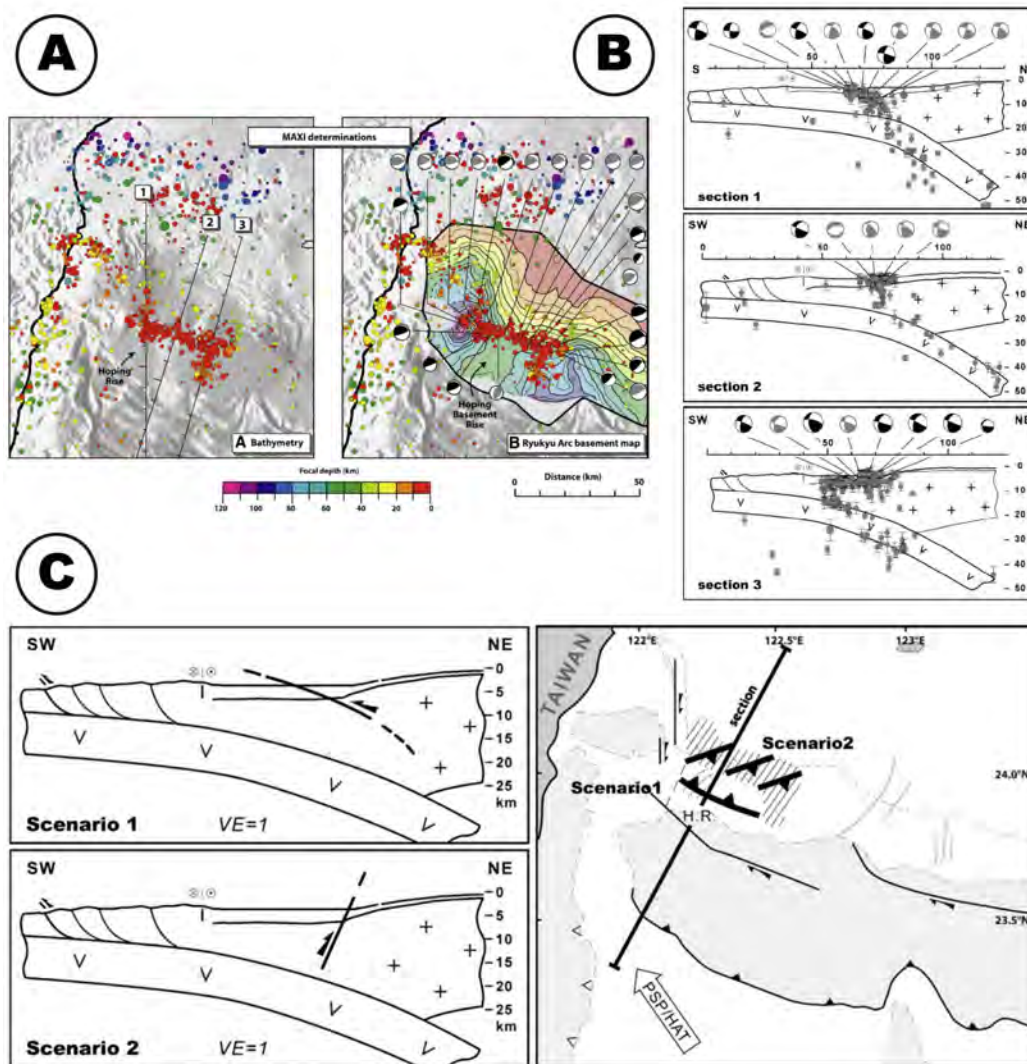 A
B
MAXI determinations
1
2
3
Hoping
Rise
A Bathymetry
Hoping
Basement
Rise
B Ryukyu Arc basement map
Focal depth (km)
120 100 80 60 40 20 0
Distance (km)
0 50
50 100
S N
0
10
20
30
40
50
section 1
SW NE
0 50 100
0
10
20
30
40
50
section 2
SW NE
50 100
0
10
20
30
40
50
section 3
C
SW NE
0
5
10
15
20
25
km
Scenario 1 VE=1
SW NE
0
5
10
15
20
25
km
Scenario 2 VE=1
122°E 122.5°E 123°E
TAIWAN
section
Scenario2
Scenario1
24.0°N
H.R.
23.5°N
PSP/HAT